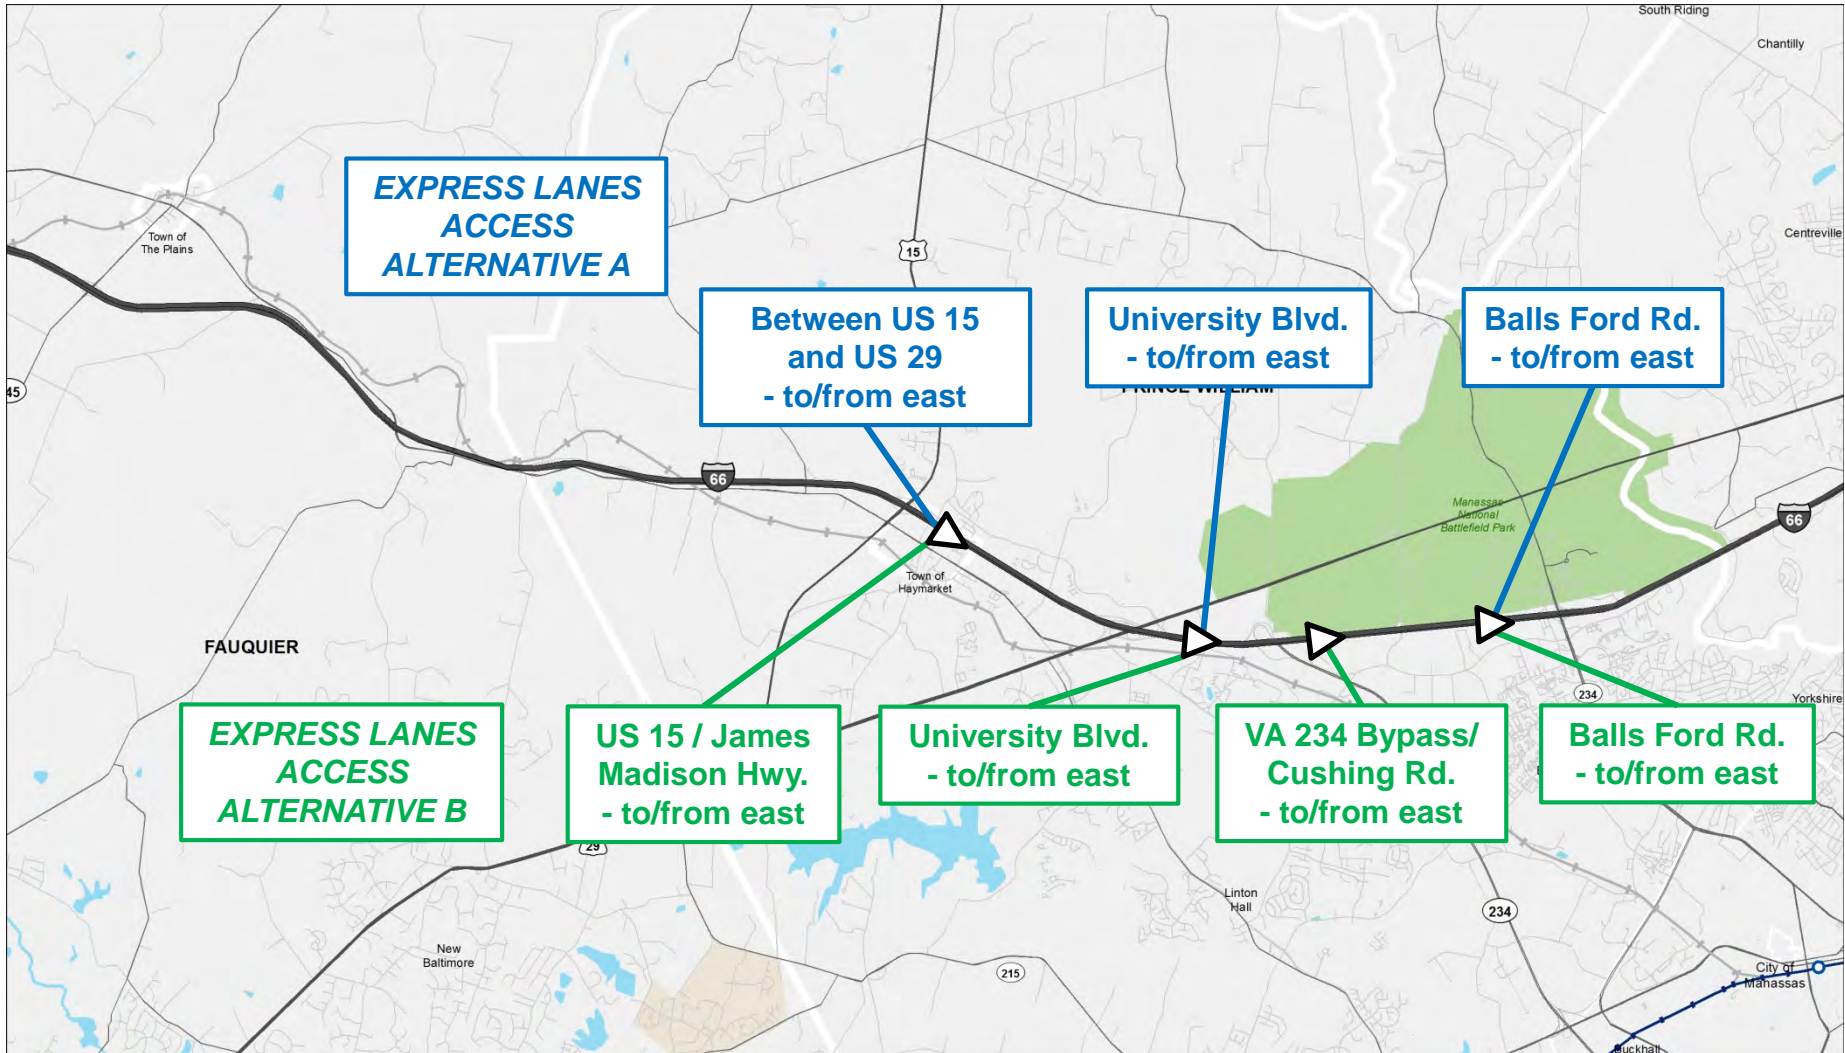 South Riding
Chantilly
Centreville
EXPRESS LANES
ACCESS
ALTERNATIVE A
Town of
The Plains
15
Between US 15
and US 29
- to/from east
University Blvd.
- to/from east
Balls Ford Rd.
- to/from east
PRINCE WILLIAM
45
66
Manassas
National
Battlefield Park
66
Town of
Haymarket
FAUQUIER
234
Yorkshire
EXPRESS LANES
ACCESS
ALTERNATIVE B
US 15 / James
Madison Hwy.
- to/from east
University Blvd.
- to/from east
VA 234 Bypass/
Cushing Rd.
- to/from east
Balls Ford Rd.
- to/from east
29
Linton
Hall
234
New
Baltimore
215
City of
Manassas
Buckhall